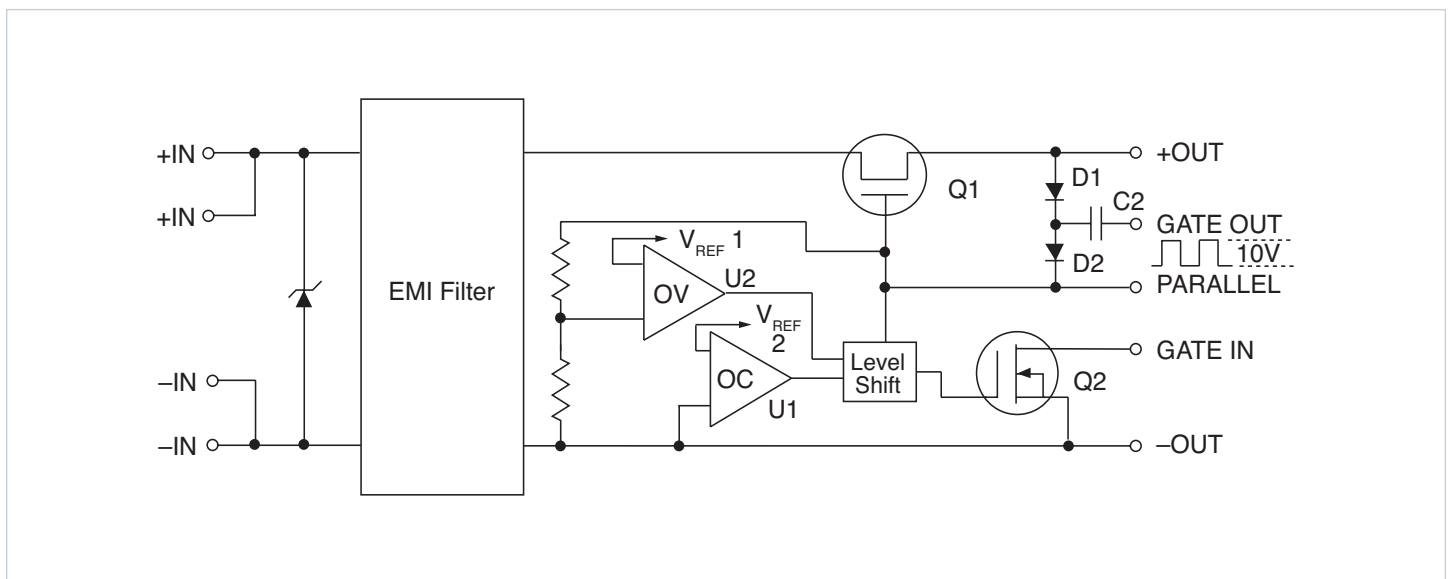 +IN
+IN
–IN
–IN
EMI Filter
Q1
V REF 1
OV
U2
V REF 2
OC
U1
Level
Shift
D1
C2
D2
Q2
+OUT
GATE OUT
10V
PARALLEL
GATE IN
–OUT